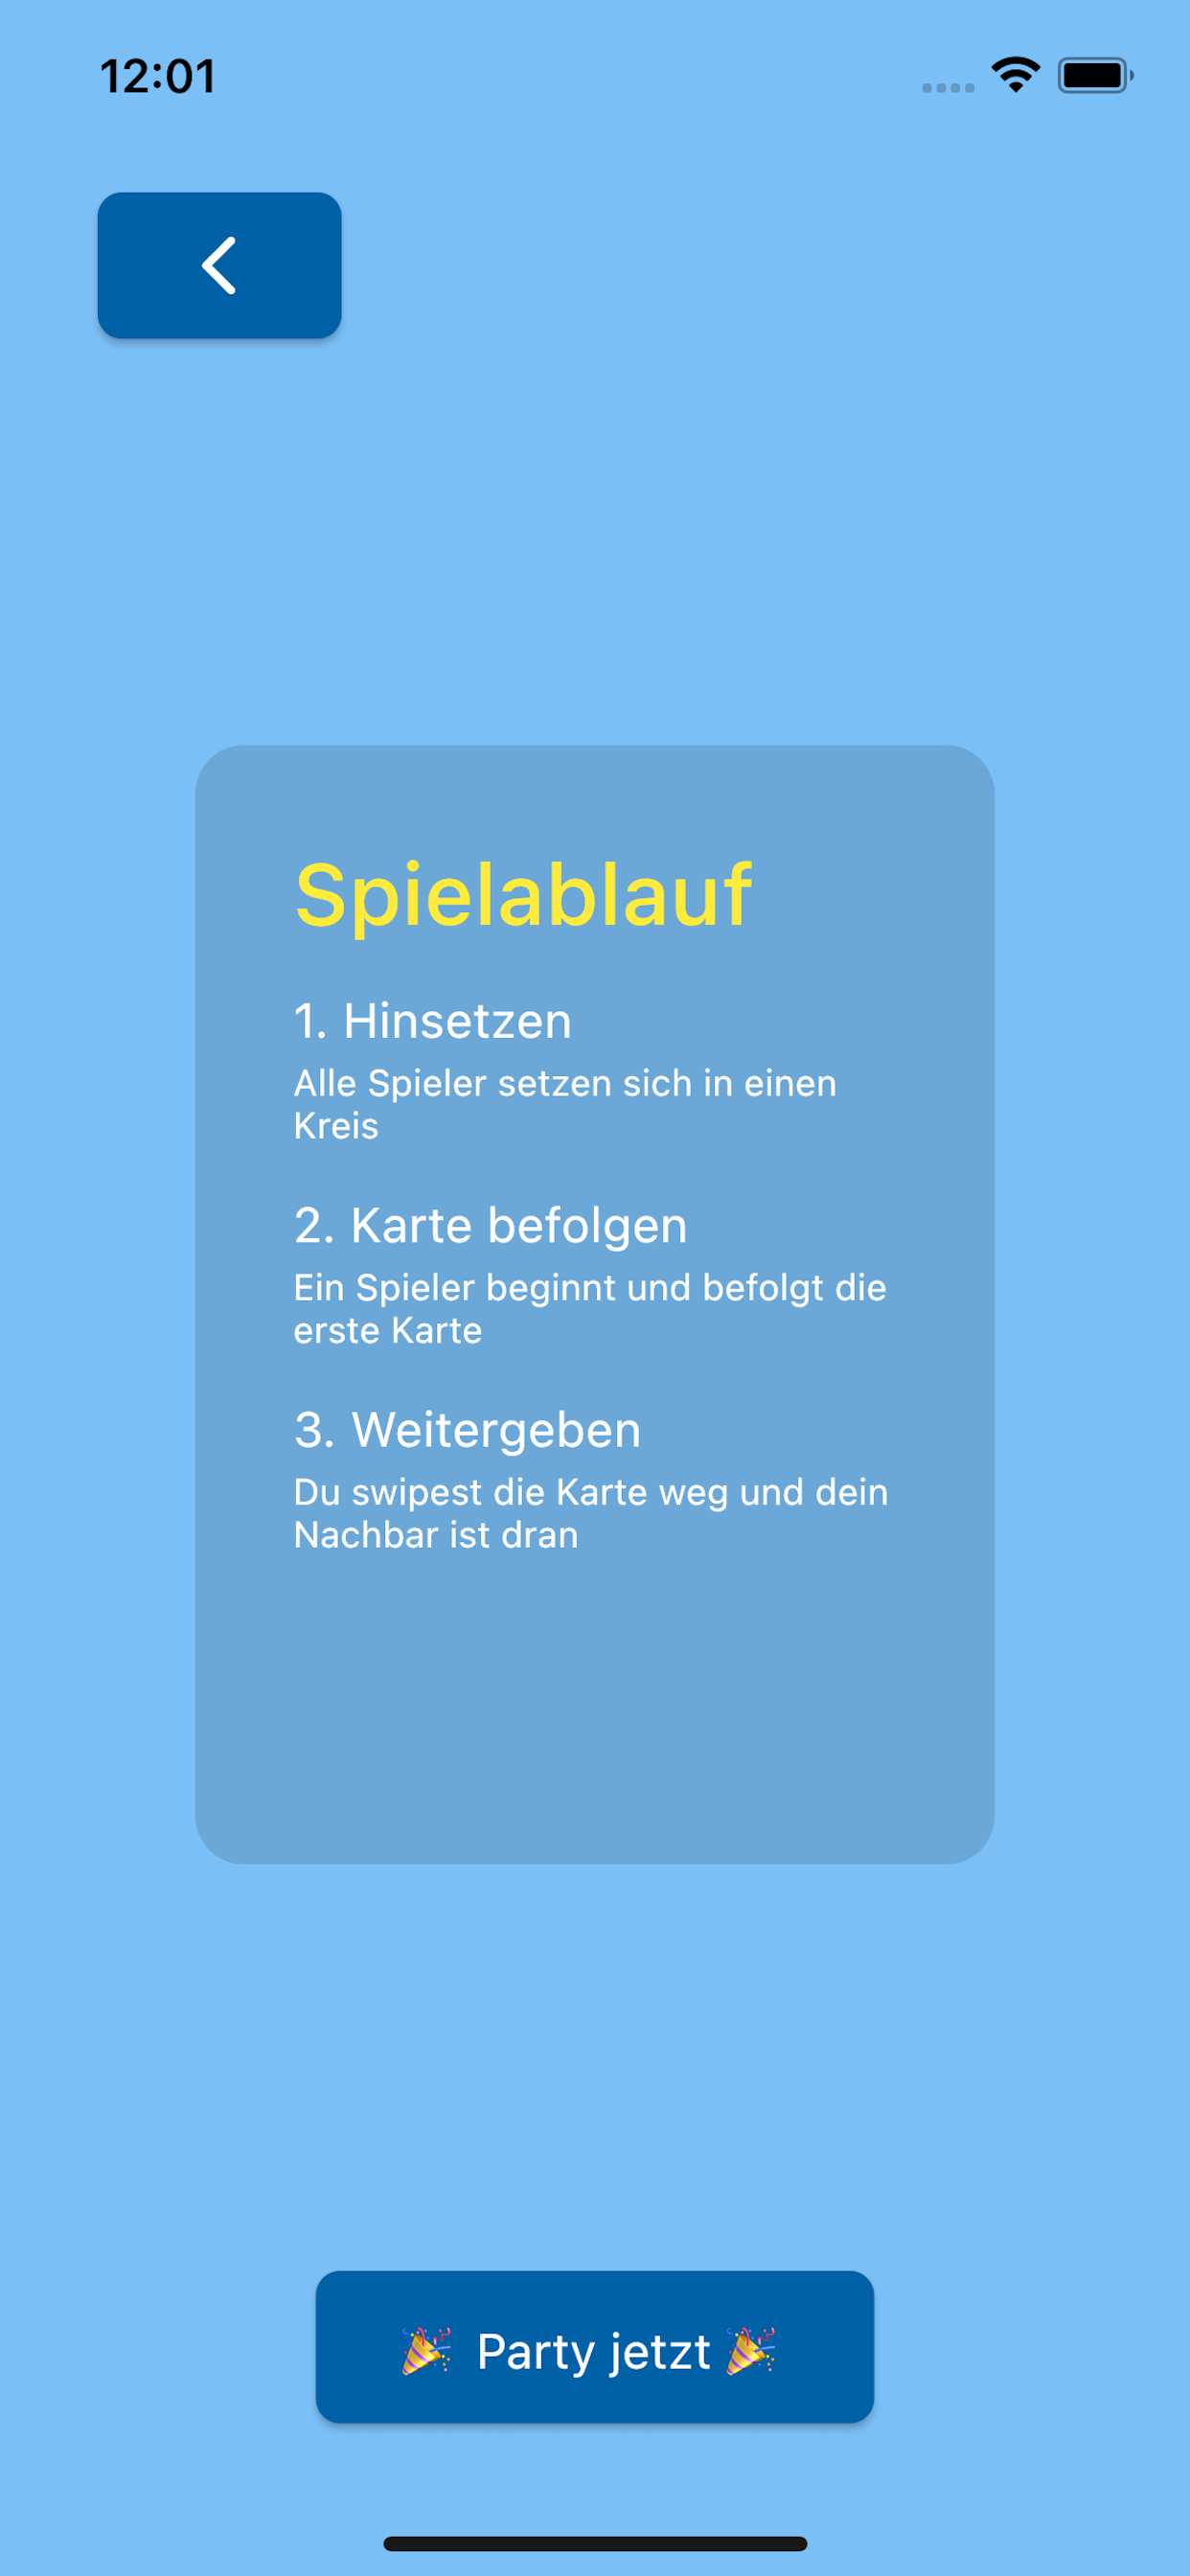 12:01
Spielablauf
1. Hinsetzen
Alle Spieler setzen sich in einen
Kreis
2. Karte befolgen
Ein Spieler beginnt und befolgt die
erste Karte
3. Weitergeben
Du swipest die Karte weg und dein
Nachbar ist dran
🎉 Party jetzt 🎉